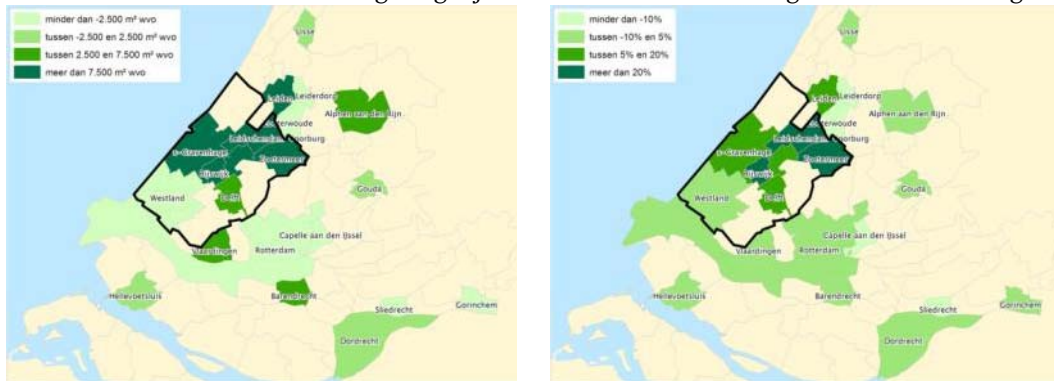 minder dan -2.500 m² wvo
tussen -2.500 en 2.500 m² wvo
tussen 2.500 en 7.500 m² wvo
meer dan 7.500 m² wvo
Lisse
Leiden
Leiderdorp
Alphen aan den Rijn
terwoude
Leidschendam
oorburg
s-Gravenhage
Zoetermeer
Rijswijk
Delft
Westland
Gouda
Capelle aan den IJssel
Vlaardingen
Rotterdam
Hellevoetsluis
Barendrecht
Sliedrecht
Gorinchem
Dordrecht
minder dan -10%
tussen -10% en 5%
tussen 5% en 20%
meer dan 20%
Lisse
Leiden
Leiderdorp
Alphen aan den Rijn
terwoude
Leidschendam
oorburg
s-Gravenhage
Zoetermeer
Rijswijk
Delft
Westland
Gouda
Capelle aan den IJssel
Vlaardingen
Rotterdam
Hellevoetsluis
Barendrecht
Sliedrecht
Gorinchem
Dordrecht